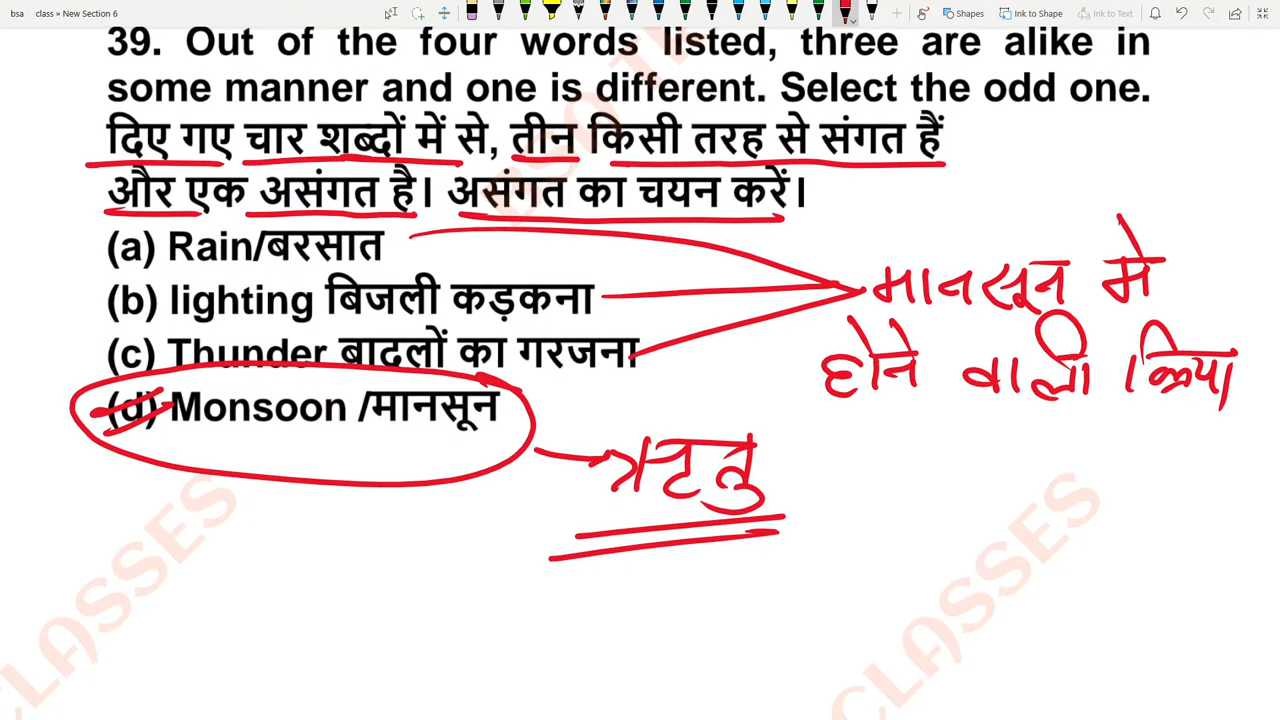 bsa class » New Section 6
Shapes Ink to Shape Ink to Text
39. Out of the four words listed, three are alike in
some manner and one is different. Select the odd one.
दिए गए चार शब्दों में से, तीन किसी तरह से संगत हैं
और एक असंगत है। असंगत का चयन करें।
(a) Rain/बरसात
(b) lighting बिजली कड़कना
(c) Thunder बादलों का गरजना
(d) Monsoon /मानसून
मानसून मे
होने वाली क्रिया
ऋतु
CLASSES
CLASSES